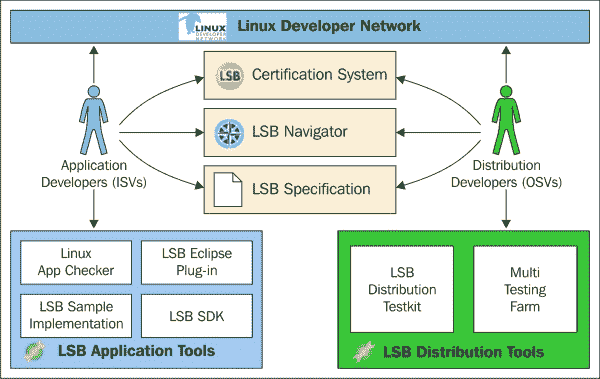 LINUX
DEVELOPER
NETWORK
Linux Developer Network
LSB
Certification System
LSB Navigator
LSB Specification
Application
Developers (ISVs)
Distribution
Developers (OSVs)
Linux
App Checker
LSB Eclipse
Plug-in
LSB Sample
Implementation
LSB SDK
LSB Application Tools
LSB
Distribution
Testkit
Multi
Testing
Farm
LSB Distribution Tools